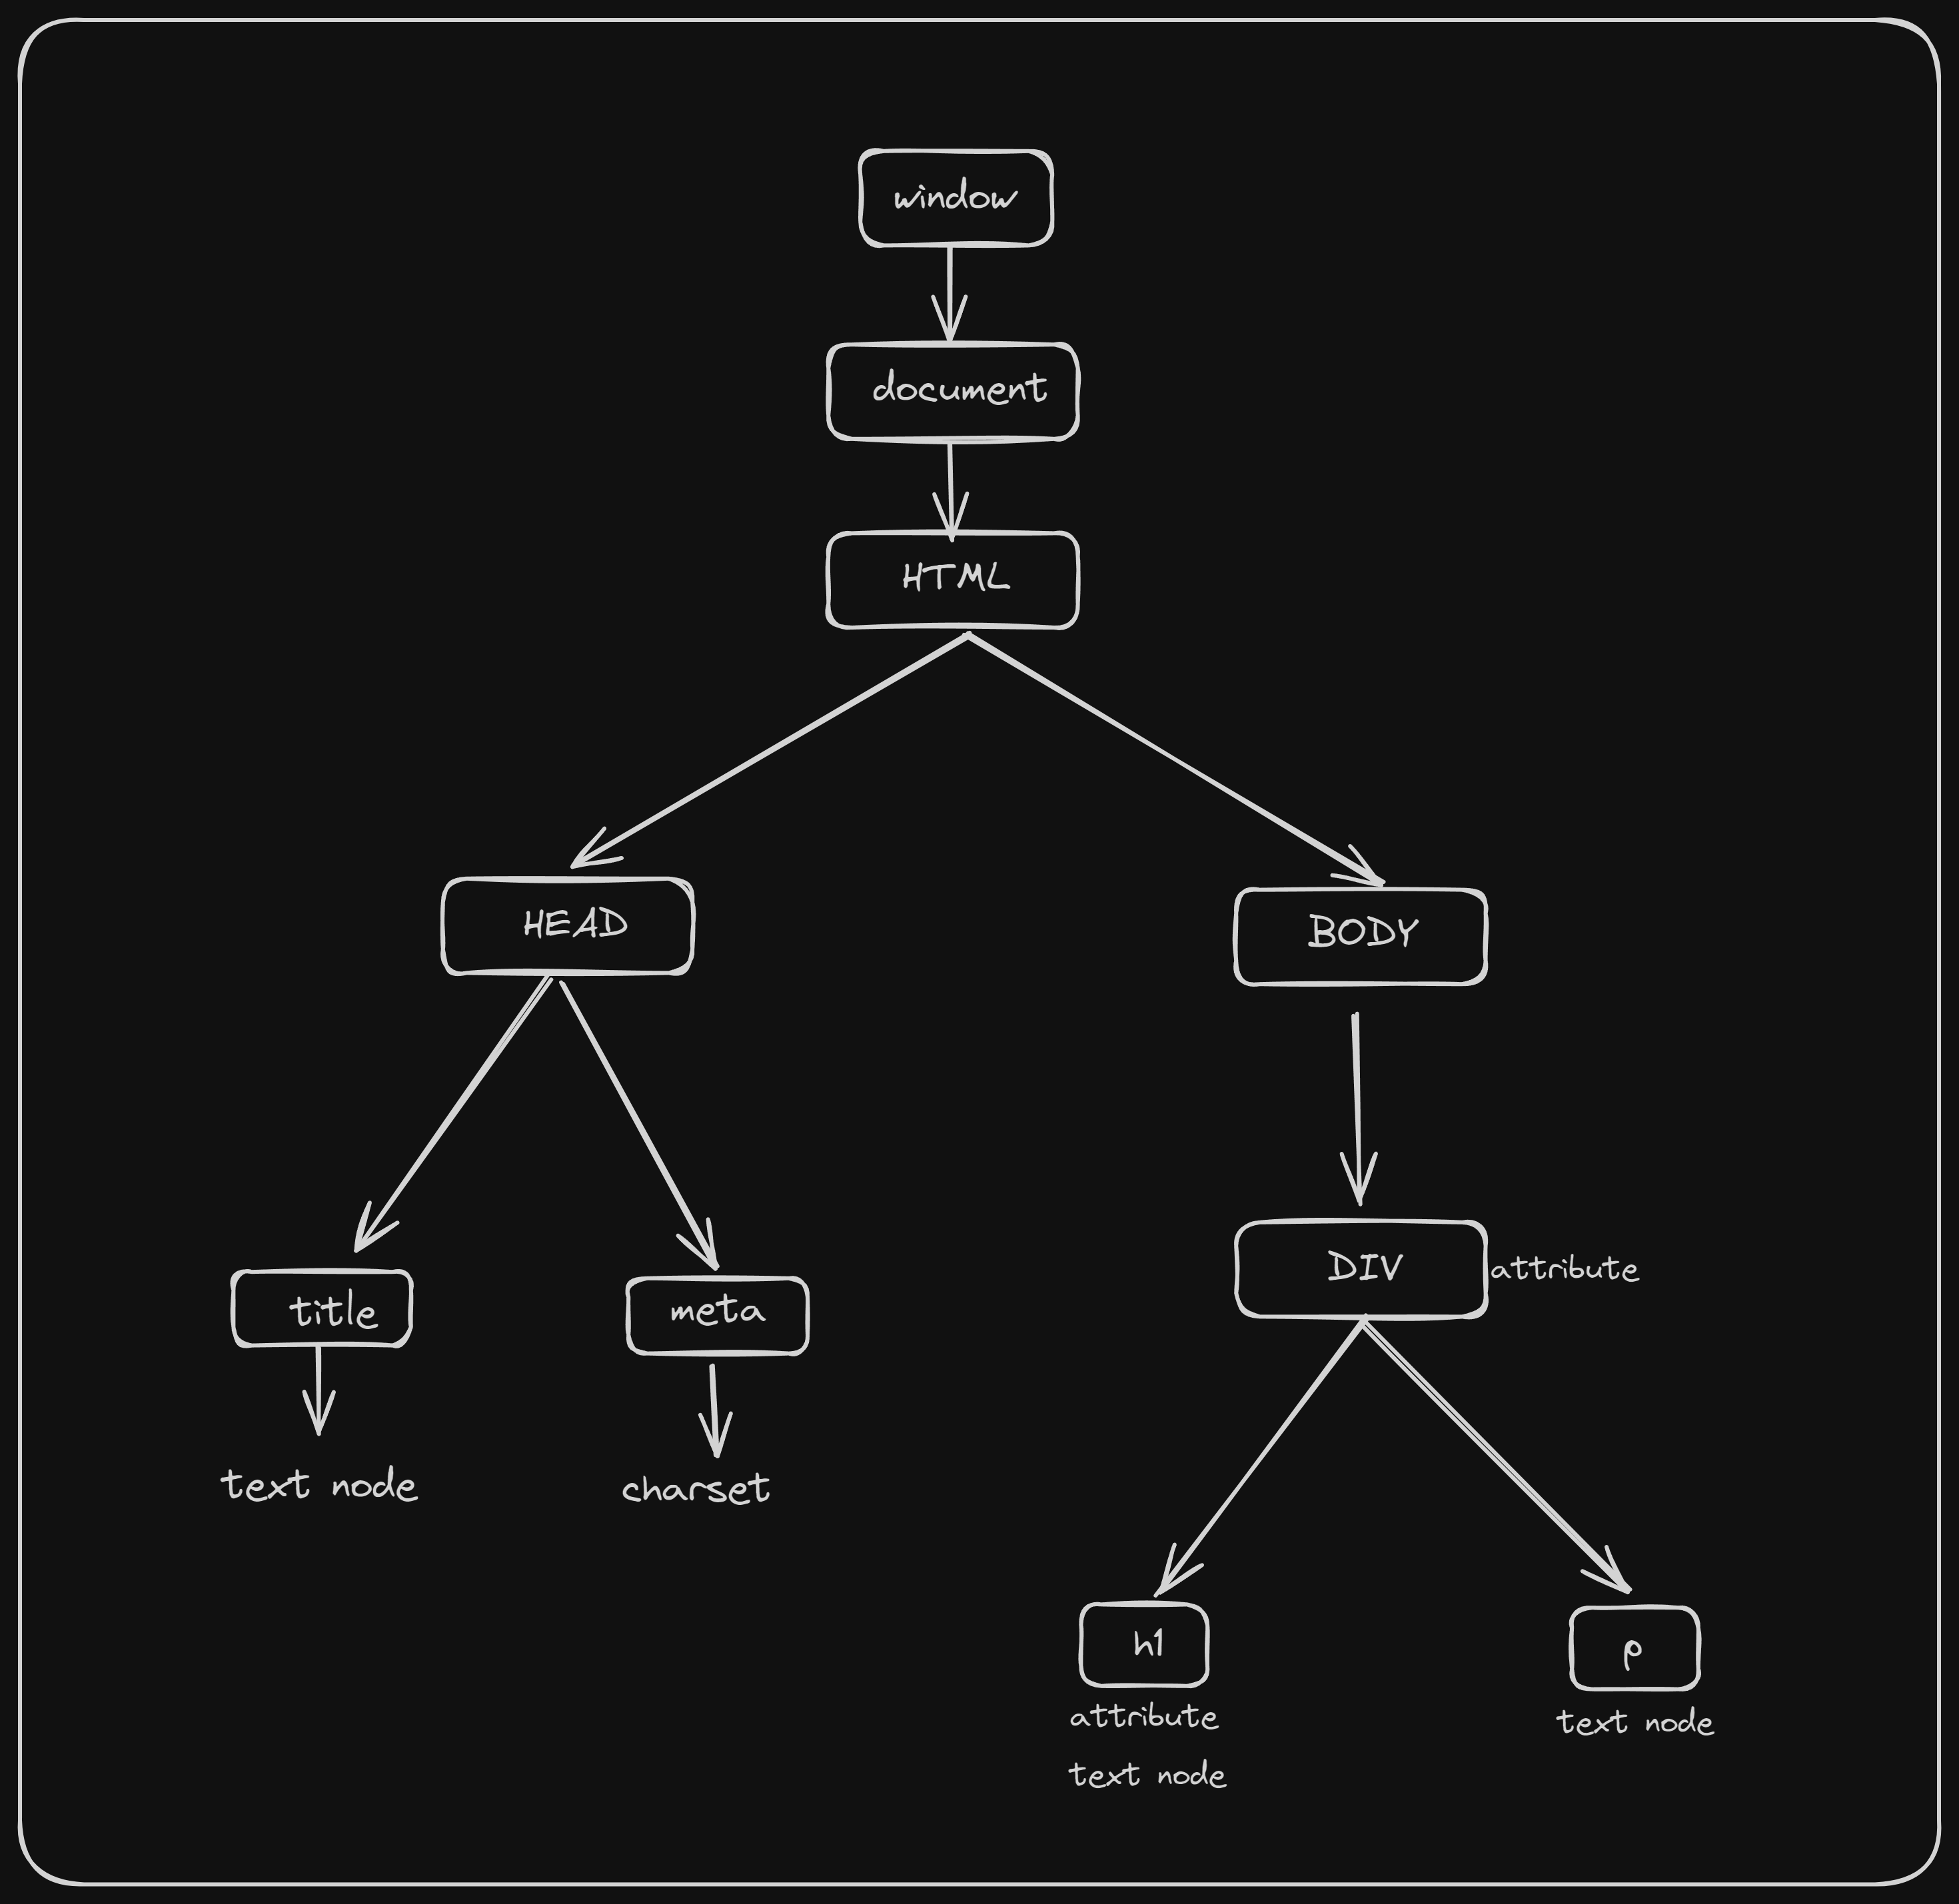 window
document
HTML
HEAD
BODY
title
meta
DIV
attribute
text node
charset
h1
p
attribute
text node
text node